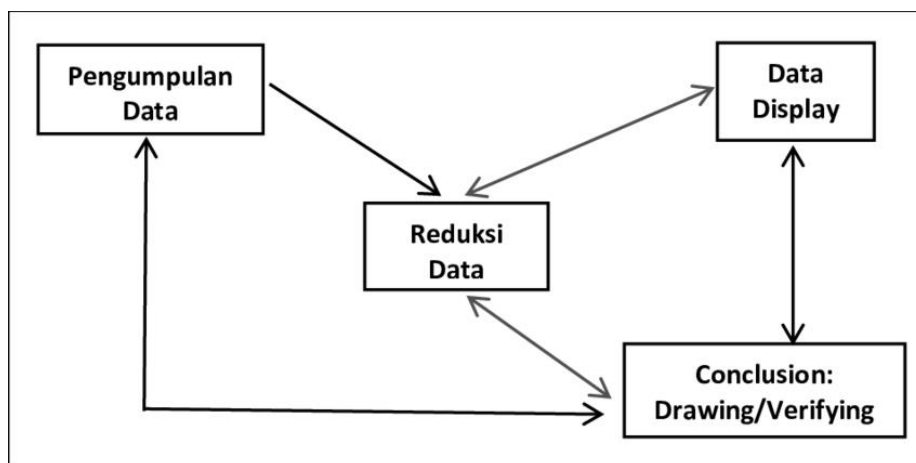 Pengumpulan
Data
Data
Display
Reduksi
Data
Conclusion:
Drawing/Verifying